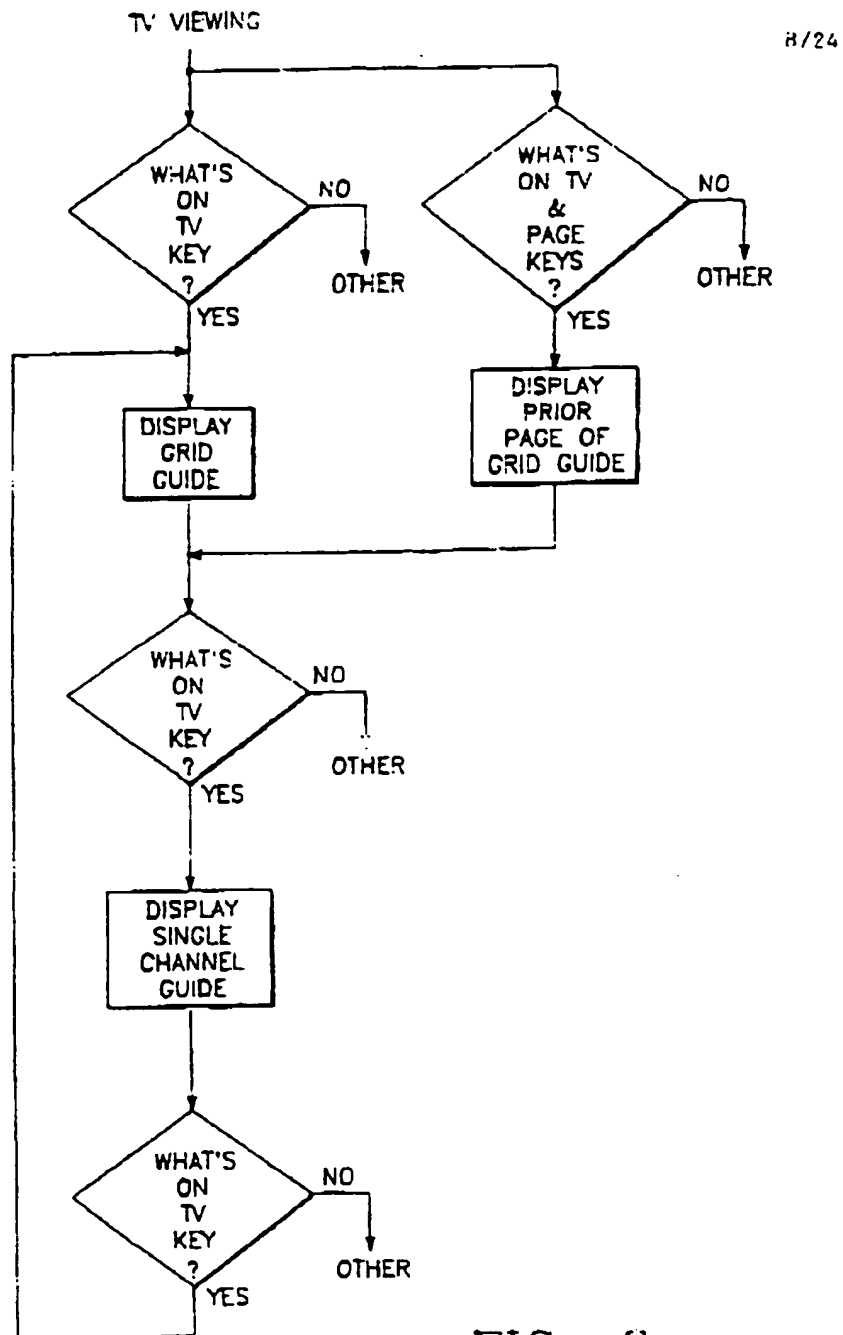 TV VIEWING
8/24
WHAT'S
ON
TV
KEY
?
NO
OTHER
YES
WHAT'S
ON TV
&
PAGE
KEYS
?
NO
OTHER
YES
DISPLAY
GRID
GUIDE
DISPLAY
PRIOR
PAGE OF
GRID GUIDE
WHAT'S
ON
TV
KEY
?
NO
OTHER
YES
DISPLAY
SINGLE
CHANNEL
GUIDE
WHAT'S
ON
TV
KEY
?
NO
OTHER
YES